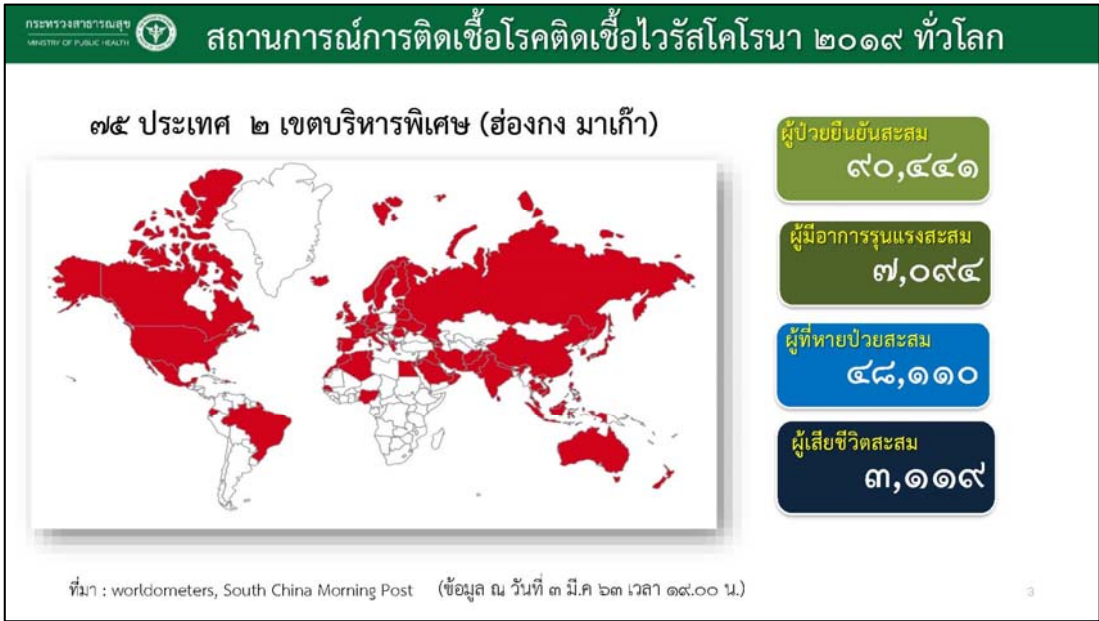 กระทรวงสาธารณสุข
MINISTRY OF PUBLIC HEALTH
สถานการณ์การติดเชื้อโรคติดเชื้อไวรัสโคโรนา ๒๐๑๙ ทั่วโลก
๗๕ ประเทศ ๒ เขตบริหารพิเศษ (ฮ่องกง มาเก๊า)
ผู้ป่วยยืนยันสะสม
๙๐,๔๔๑
ผู้มีอาการรุนแรงสะสม
๗,๐๙๔
ผู้ที่หายป่วยสะสม
๔๘,๑๑๐
ผู้เสียชีวิตสะสม
๓,๑๑๙
ที่มา : worldometers, South China Morning Post (ข้อมูล ณ วันที่ ๓ มี.ค ๖๓ เวลา ๑๙.๐๐ น.)
3